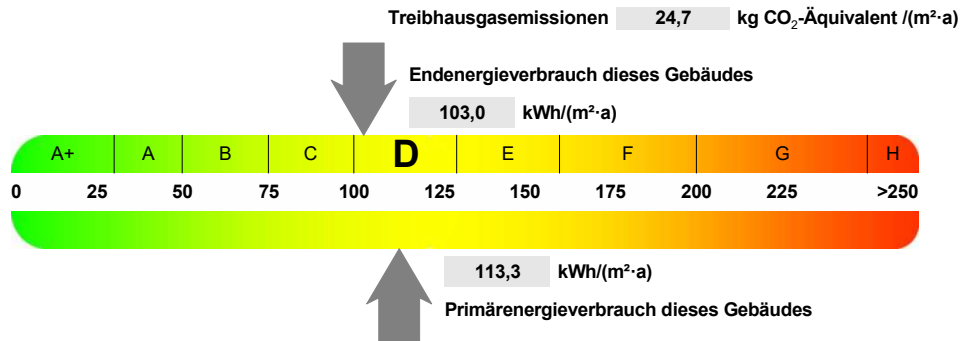 Treibhausgasemissionen 24,7 kg CO₂-Äquivalent /(m²·a)
Endenergieverbrauch dieses Gebäudes
103,0 kWh/(m²·a)
A+ A B C D E F G H
0 25 50 75 100 125 150 175 200 225 >250
113,3 kWh/(m²·a)
Primärenergieverbrauch dieses Gebäudes